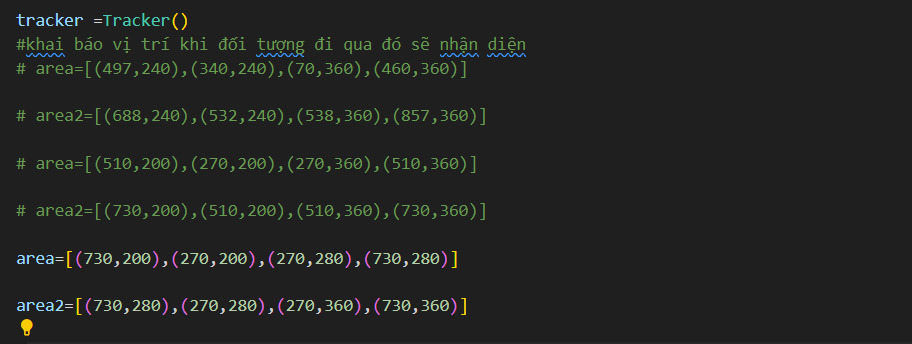 tracker =Tracker()
#khai báo vị trí khi đối tượng đi qua đó sẽ nhận diện
# area=[(497,240),(340,240),(70,360),(460,360)]
# area2=[(688,240),(532,240),(538,360),(857,360)]
# area=[(510,200),(270,200),(270,360),(510,360)]
# area2=[(730,200),(510,200),(510,360),(730,360)]
area=[(730,200),(270,200),(270,280),(730,280)]
area2=[(730,280),(270,280),(270,360),(730,360)]